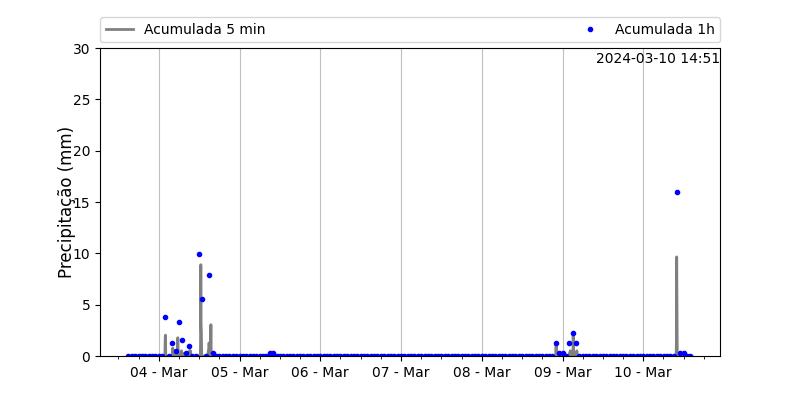 Acumulada 5 min Acumulada 1h
2024-03-10 14:51
Precipitação (mm)
30
25
20
15
10
5
0
04 - Mar 05 - Mar 06 - Mar 07 - Mar 08 - Mar 09 - Mar 10 - Mar